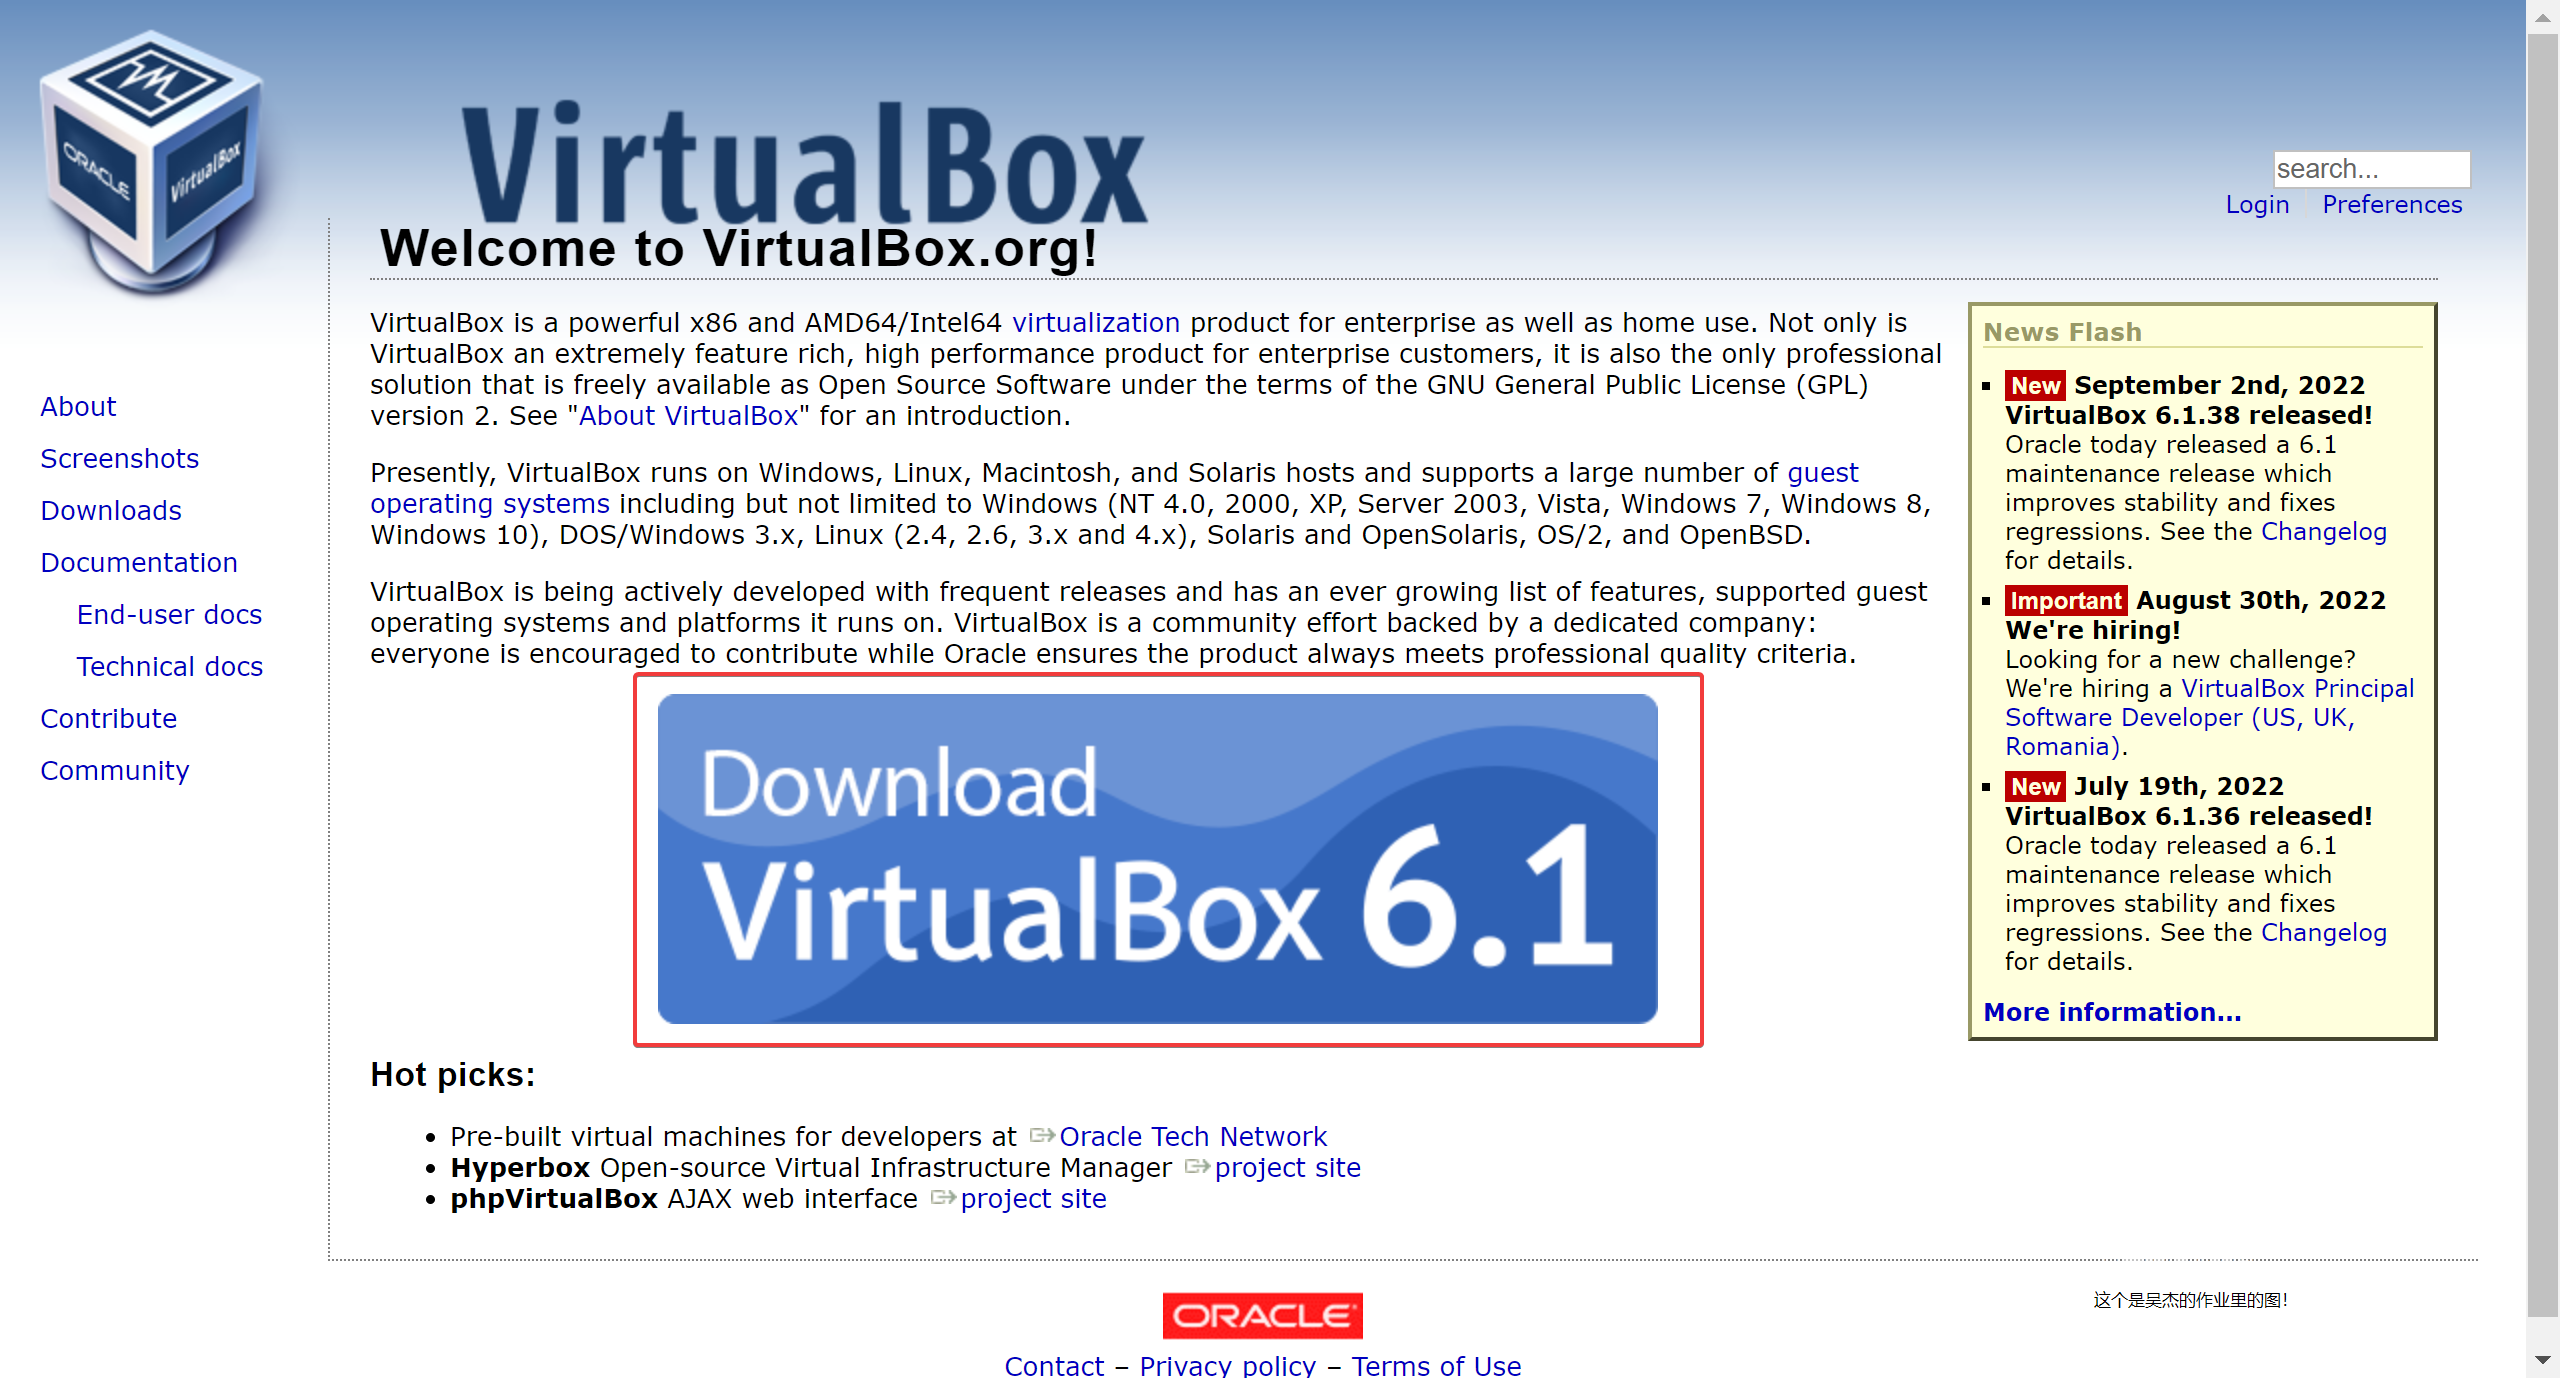 ORACLE
VirtualBox
VirtualBox
search...
Login
Preferences
Welcome to VirtualBox.org!
About
Screenshots
Downloads
Documentation
End-user docs
Technical docs
Contribute
Community
VirtualBox is a powerful x86 and AMD64/Intel64 virtualization product for enterprise as well as home use. Not only is
VirtualBox an extremely feature rich, high performance product for enterprise customers, it is also the only professional
solution that is freely available as Open Source Software under the terms of the GNU General Public License (GPL)
version 2. See "About VirtualBox" for an introduction.
Presently, VirtualBox runs on Windows, Linux, Macintosh, and Solaris hosts and supports a large number of guest
operating systems including but not limited to Windows (NT 4.0, 2000, XP, Server 2003, Vista, Windows 7, Windows 8,
Windows 10), DOS/Windows 3.x, Linux (2.4, 2.6, 3.x and 4.x), Solaris and OpenSolaris, OS/2, and OpenBSD.
VirtualBox is being actively developed with frequent releases and has an ever growing list of features, supported guest
operating systems and platforms it runs on. VirtualBox is a community effort backed by a dedicated company:
everyone is encouraged to contribute while Oracle ensures the product always meets professional quality criteria.
Download
VirtualBox 6.1
Hot picks:
Pre-built virtual machines for developers at Oracle Tech Network
Hyperbox Open-source Virtual Infrastructure Manager project site
phpVirtualBox AJAX web interface project site
News Flash
New September 2nd, 2022
VirtualBox 6.1.38 released!
Oracle today released a 6.1
maintenance release which
improves stability and fixes
regressions. See the Changelog
for details.
Important August 30th, 2022
We're hiring!
Looking for a new challenge?
We're hiring a VirtualBox Principal
Software Developer (US, UK,
Romania).
New July 19th, 2022
VirtualBox 6.1.36 released!
Oracle today released a 6.1
maintenance release which
improves stability and fixes
regressions. See the Changelog
for details.
More information...
这个是吴杰的作业里的图!
ORACLE
Contact – Privacy policy – Terms of Use